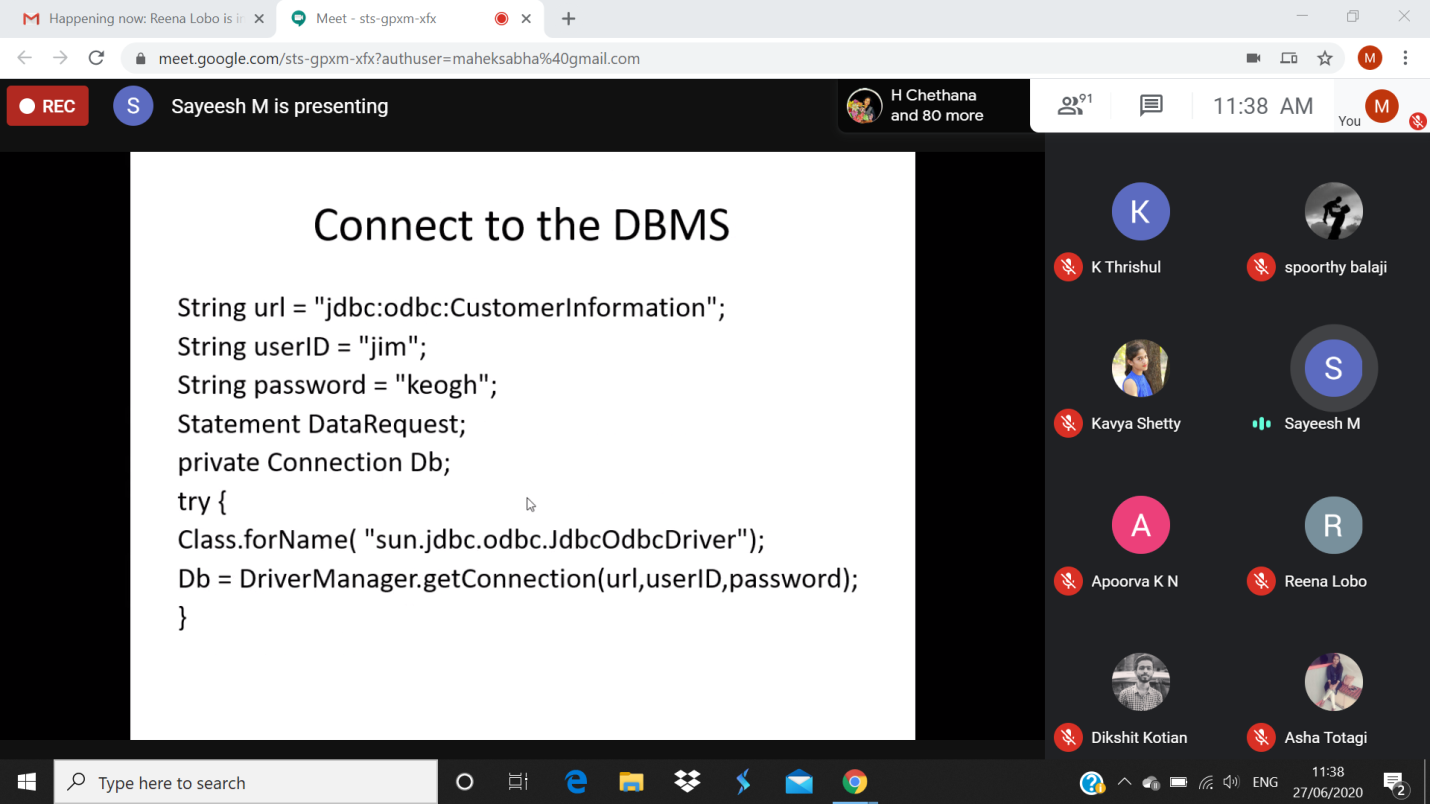 Happening now: Reena Lobo is in
Meet - sts-gpxm-xfx
meet.google.com/sts-gpxm-xfx?authuser=maheksabha%40gmail.com
M
REC
S
Sayeesh M is presenting
H Chethana
and 80 more
91
11:38 AM
You
M
Connect to the DBMS
String url = "jdbc:odbc:CustomerInformation";
String userID = "jim";
String password = "keogh";
Statement DataRequest;
private Connection Db;
try {
Class.forName( "sun.jdbc.odbc.JdbcOdbcDriver");
Db = DriverManager.getConnection(url,userID,password);
}
K
K Thrishul
spoorthy balaji
Kavya Shetty
S
Sayeesh M
A
Apoorva K N
R
Reena Lobo
Dikshit Kotian
Asha Totagi
Type here to search
ENG
11:38
27/06/2020
2